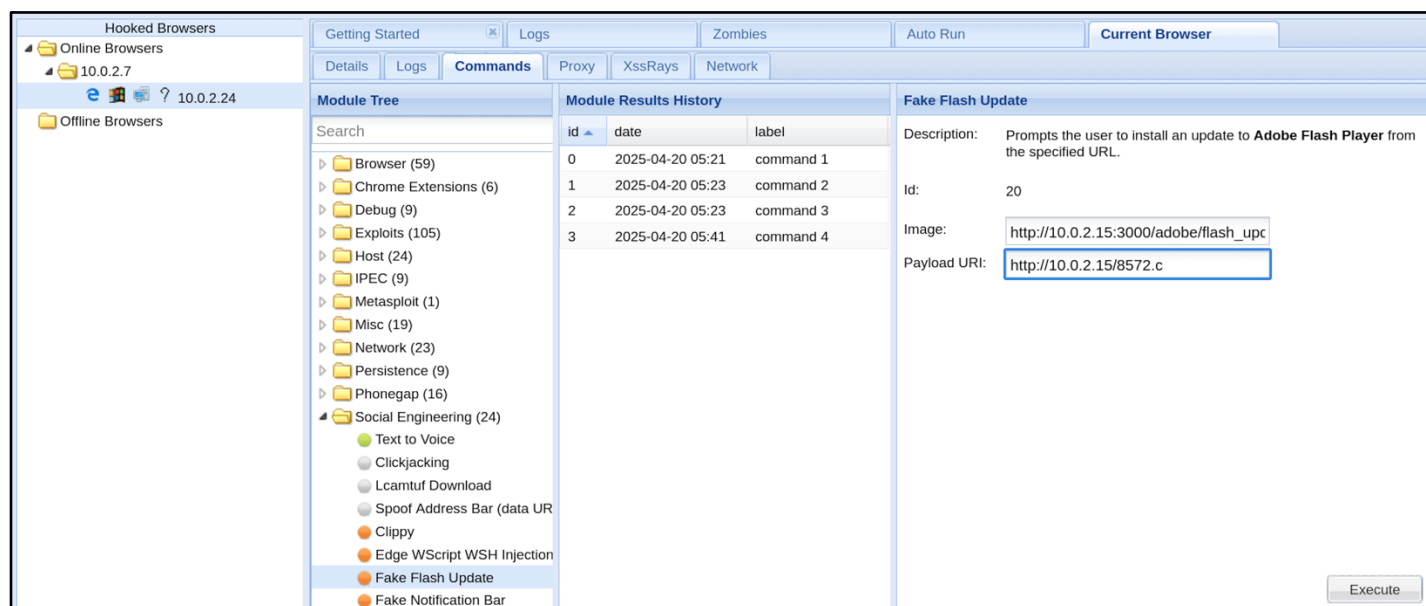 Hooked Browsers
Online Browsers
10.0.2.7
? 10.0.2.24
Offline Browsers
Getting Started
Logs
Zombies
Auto Run
Current Browser
Details
Logs
Commands
Proxy
XssRays
Network
Module Tree
Search
Browser (59)
Chrome Extensions (6)
Debug (9)
Exploits (105)
Host (24)
IPEC (9)
Metasploit (1)
Misc (19)
Network (23)
Persistence (9)
Phonegap (16)
Social Engineering (24)
Text to Voice
Clickjacking
Lcamtuf Download
Spoof Address Bar (data UR
Clippy
Edge WScript WSH Injection
Fake Flash Update
Fake Notification Bar
Module Results History
id date label
0 2025-04-20 05:21 command 1
1 2025-04-20 05:23 command 2
2 2025-04-20 05:23 command 3
3 2025-04-20 05:41 command 4
Fake Flash Update
Description: Prompts the user to install an update to Adobe Flash Player from
the specified URL.
Id: 20
Image: http://10.0.2.15:3000/adobe/flash_upd
Payload URI: http://10.0.2.15/8572.c
Execute